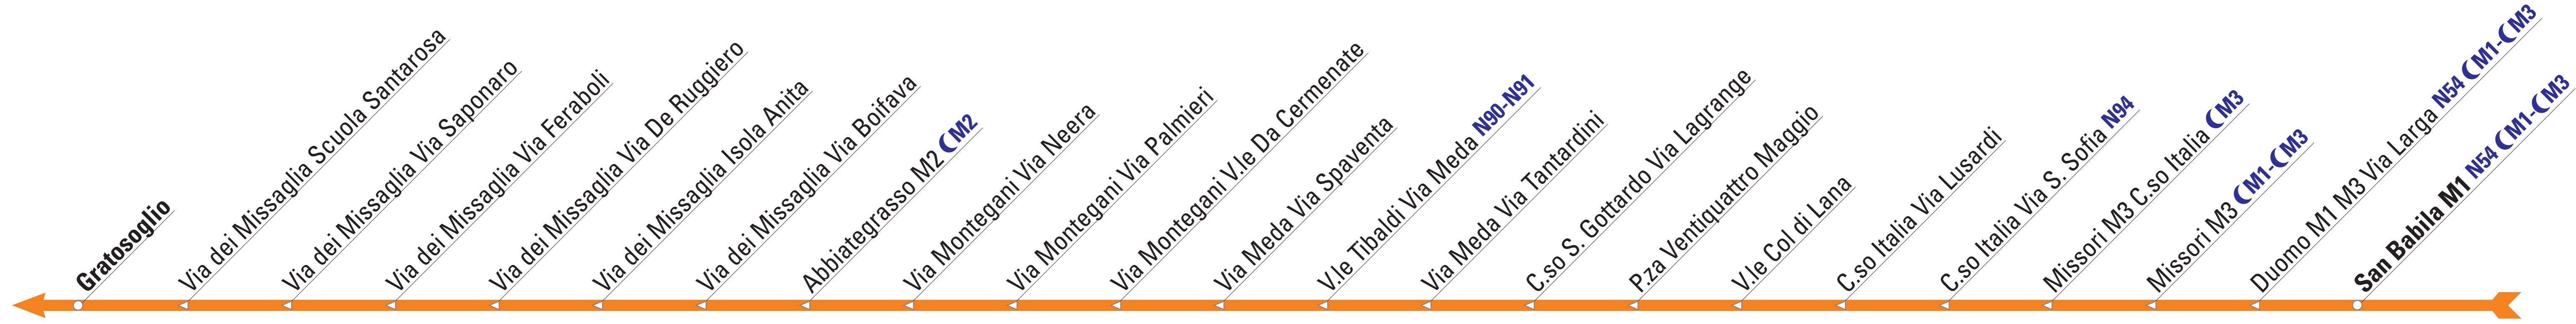 Gratosoglio
Via dei Missaglia Scuola Santarosa
Via dei Missaglia Via Saponaro
Via dei Missaglia Via Feraboli
Via dei Missaglia Via De Ruggiero
Via dei Missaglia Isola Anita
Via dei Missaglia Via Boifava
Abbiategrasso M2 M2
Via Montegani Via Neera
Via Montegani Via Palmieri
Via Montegani V.le Da Cermenate
Via Meda Via Spaventa
V.le Tibaldi Via Meda N90-N91
Via Meda Via Tantardini
C.so S. Gottardo Via Lagrange
P.za Ventiquattro Maggio
V.le Col di Lana
C.so Italia Via Lusardi
C.so Italia Via S. Sofia N94
Missori M3 C.so Italia M3
Missori M3 M1-M3
Duomo M1 M3 Via Larga N54 M1-M3
San Babila M1 N54 M1-M3